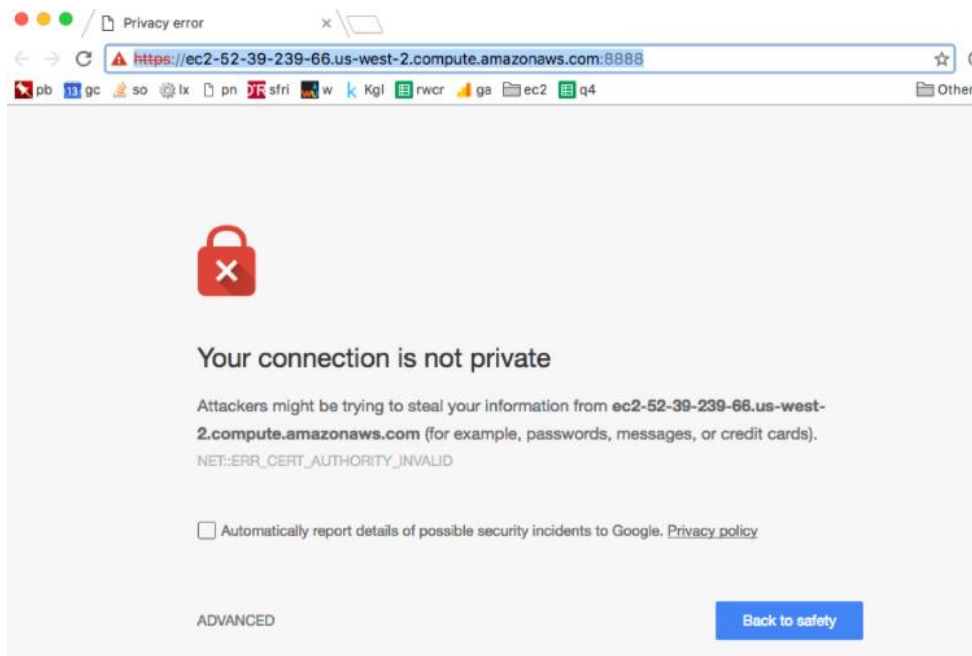 Privacy error
https://ec2-52-39-239-66.us-west-2.compute.amazonaws.com:8888
pb 13 gc so lx pn sfri w k Kgl rwcr ga ec2 q4 Other
Your connection is not private
Attackers might be trying to steal your information from ec2-52-39-239-66.us-west-
2.compute.amazonaws.com (for example, passwords, messages, or credit cards).
NET::ERR_CERT_AUTHORITY_INVALID
Automatically report details of possible security incidents to Google. Privacy policy
ADVANCED Back to safety